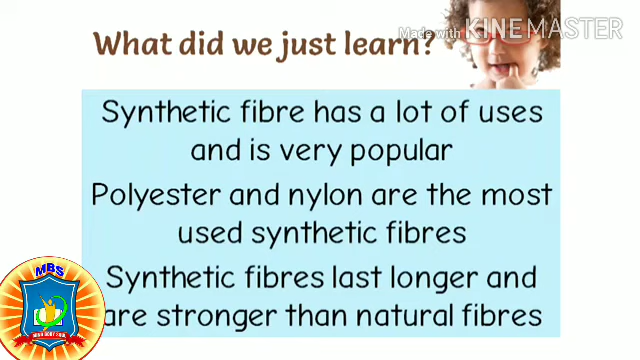 Made with KINEMASTER
What did we just learn?
Synthetic fibre has a lot of uses
and is very popular
Polyester and nylon are the most
used synthetic fibres
Synthetic fibres last longer and
are stronger than natural fibres
MBS